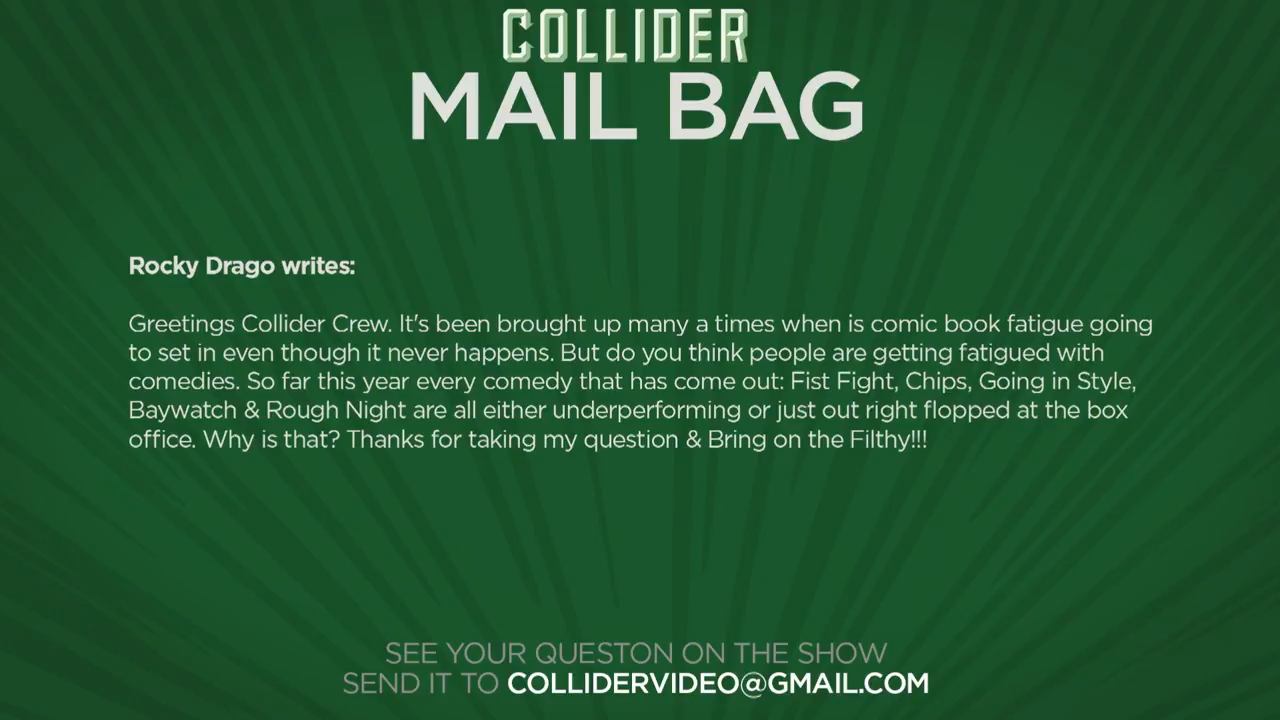 COLLIDER
MAIL BAG
Rocky Drago writes:
Greetings Collider Crew. It's been brought up many a times when is comic book fatigue going
to set in even though it never happens. But do you think people are getting fatigued with
comedies. So far this year every comedy that has come out: Fist Fight, Chips, Going in Style,
Baywatch & Rough Night are all either underperforming or just out right flopped at the box
office. Why is that? Thanks for taking my question & Bring on the Filthy!!!
SEE YOUR QUESTON ON THE SHOW
SEND IT TO COLLIDERVIDEO@GMAIL.COM